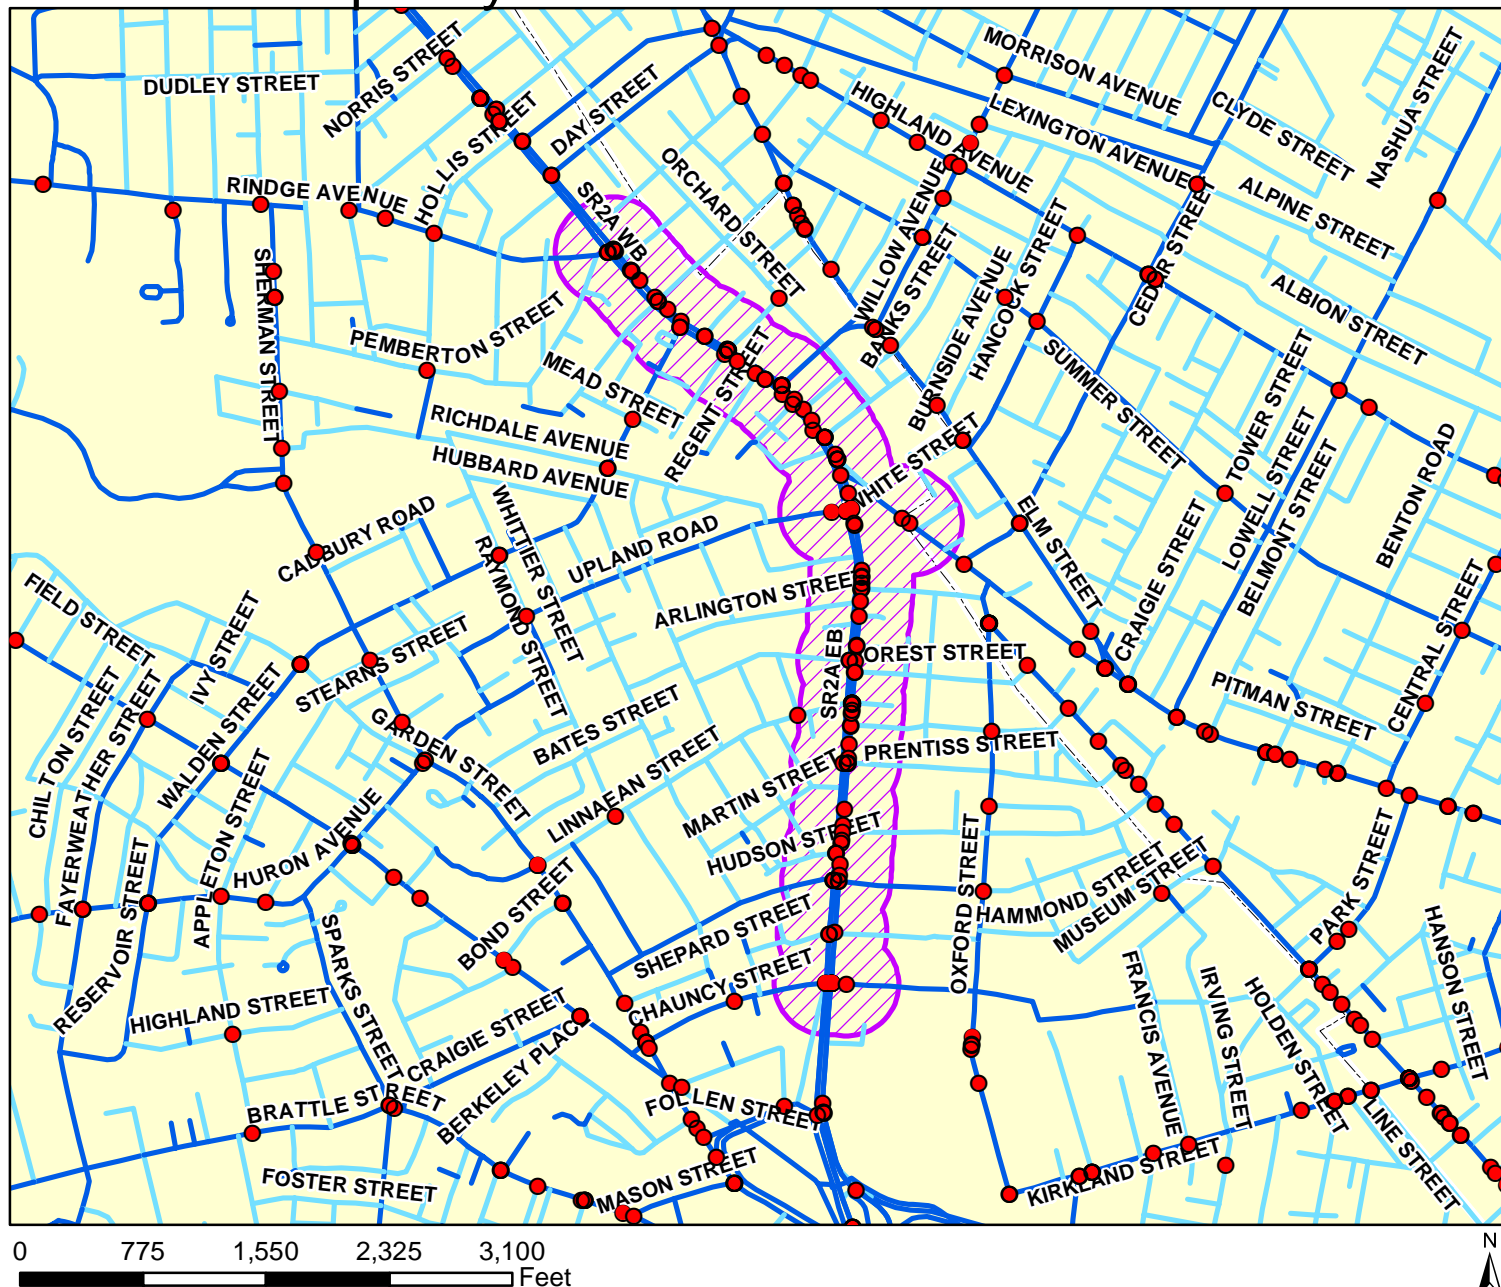 MORRISON AVENUE
NASHUA STREET
NORRIS STREET
DUDLEY STREET
DAY STREET
HIGHLAND AVENUE
LEXINGTON AVENUE
CLYDE STREET
HOLLIS STREET
ORCHARD STREET
RINDGE AVENUE
SR2A WB
WILLOW AVENUE
ALPINE STREET
CEDAR STREET
HANCOCK STREET
BANKS STREET
BURNSIDE AVENUE
SHERMAN STREET
ALBION STREET
PEMBERTON STREET
MEAD STREET
REGENT STREET
SUMMER STREET
TOWER STREET
RICHDALE AVENUE
HUBBARD AVENUE
WHITE STREET
LOWELL STREET
BELMONT STREET
BENTON ROAD
CADBURY ROAD
WHITTIER STREET
RAYMOND STREET
UPLAND ROAD
ELM STREET
CRAIGIE STREET
FIELD STREET
IVY STREET
ARLINGTON STREET
CENTRAL STREET
STEARNS STREET
OREST STREET
SR2A EB
CHILTON STREET
FAYERWEATHER STREET
WALDEN STREET
GARDEN STREET
BATES STREET
PITMAN STREET
PRENTISS STREET
LINNAEAN STREET
MARTIN STREET
APPLETON STREET
HURON AVENUE
HUDSON STREET
RESERVOIR STREET
OXFORD STREET
HAMMOND STREET
MUSEUM STREET
PARK STREET
BOND STREET
SHEPARD STREET
SPARKS STREET
HANSON STREET
CHAUNCY STREET
FRANCIS AVENUE
IRVING STREET
HOLDEN STREET
HIGHLAND STREET
CRAIGIE STREET
BERKELEY PLACE
BRATTLE STREET
FOLLEN STREET
LINE STREET
FOSTER STREET
MASON STREET
KIRKLAND STREET
0 775 1,550 2,325 3,100
Feet
N